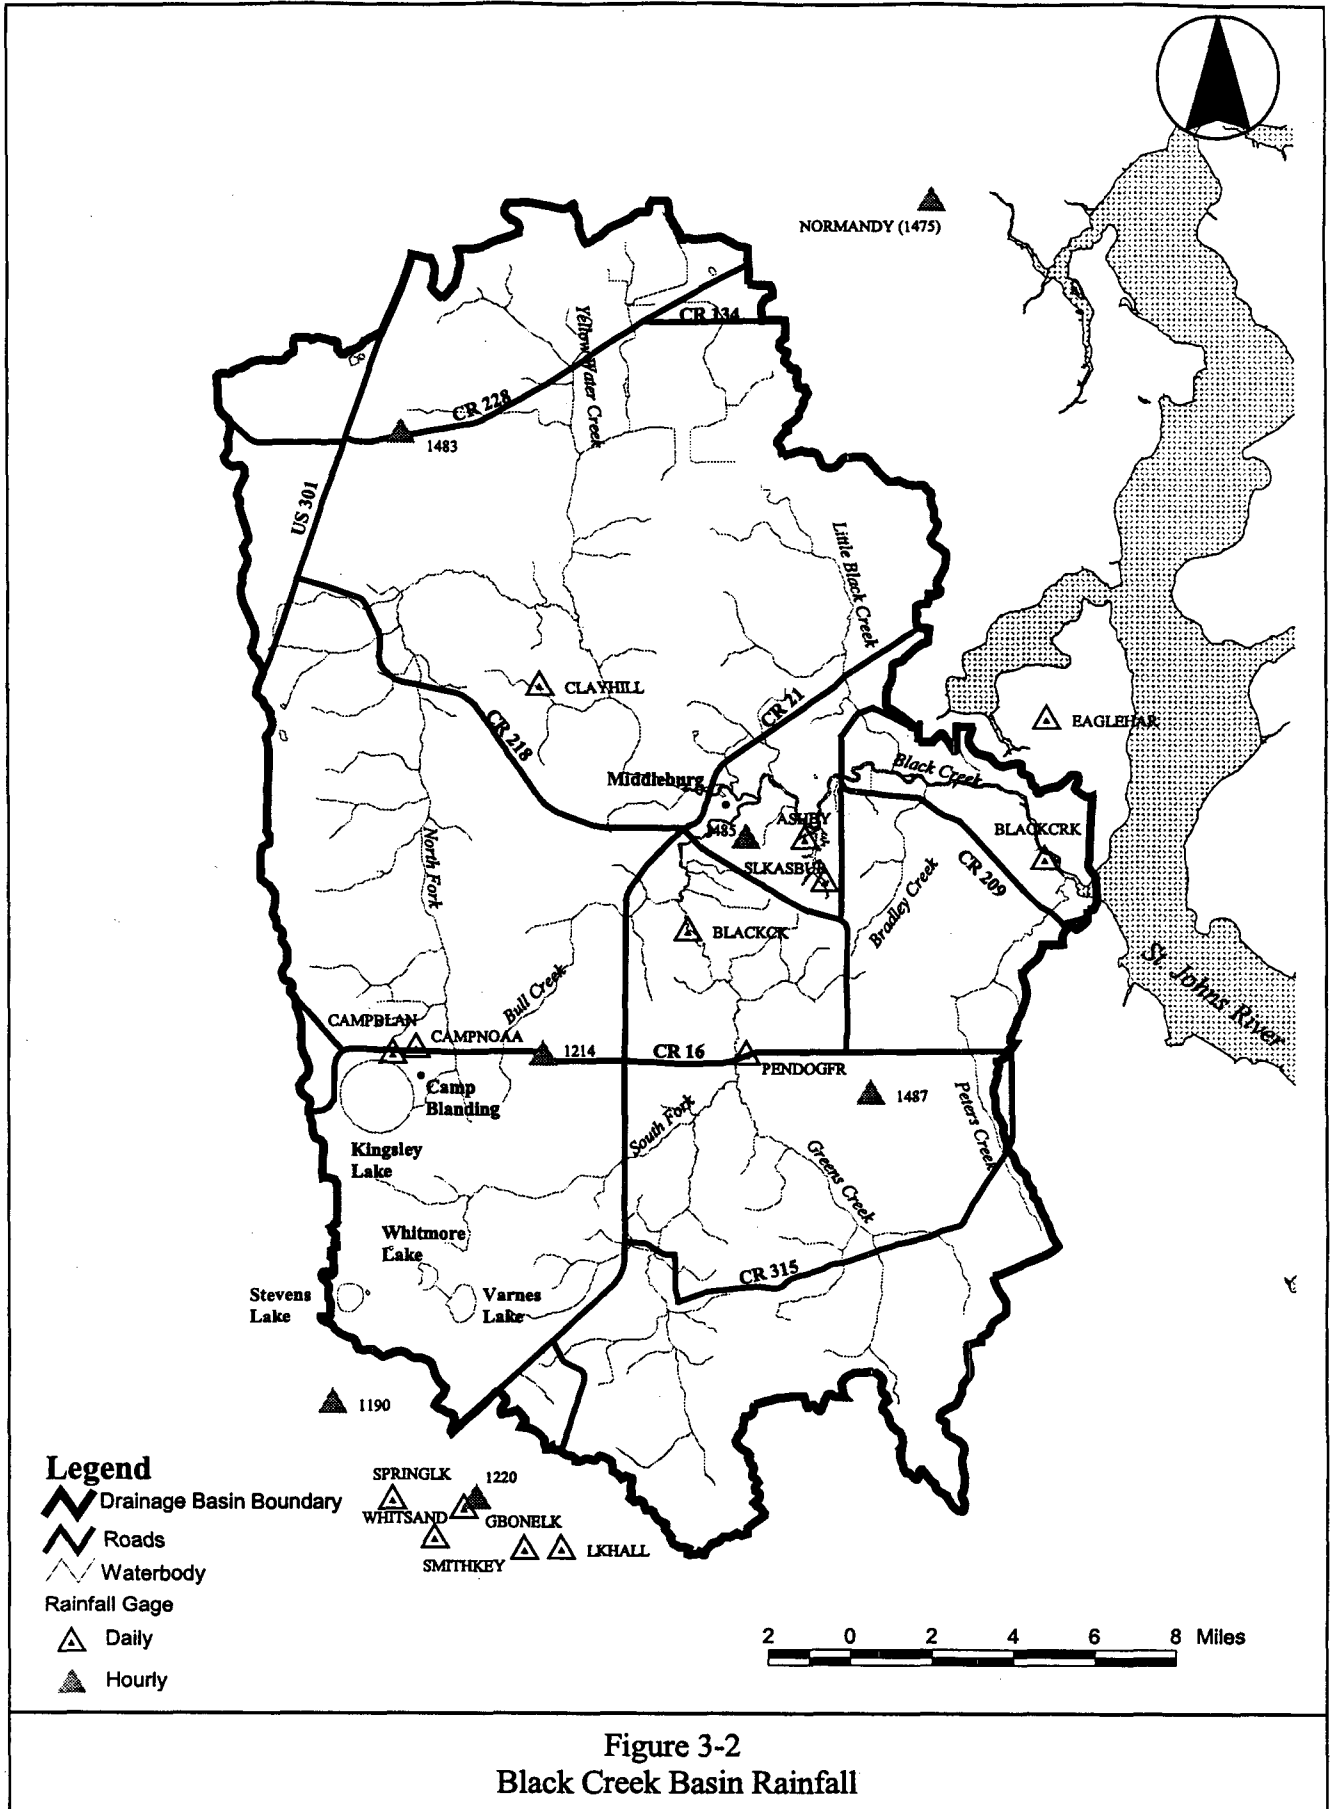 NORMANDY (1475)
CR 134
Yellow Water Creek
CR 228
1483
US 301
Little Black Creek
CLAYHILL
CR 21
EAGLEHAR
CR 218
Black Creek
Middleburg
1485
ASHBY
BLACKCRK
SLKASBUR
CR 209
North Fork
Bradley Creek
BLACKCK
St Johns River
Bull Creek
CAMPBLAN
CAMPNOAA
1214
CR 16
PENDOGFR
Camp
Blanding
1487
Peters Creek
South Fork
Kingsley
Lake
Greens Creek
Whitmore
Lake
CR 315
Stevens
Lake
Varnes
Lake
1190
Legend
Drainage Basin Boundary
Roads
Waterbody
Rainfall Gage
Daily
Hourly
SPRINGLK
1220
WHITSAND
GBONELK
SMITHKEY
LKHALL
2 0 2 4 6 8 Miles
Figure 3-2
Black Creek Basin Rainfall